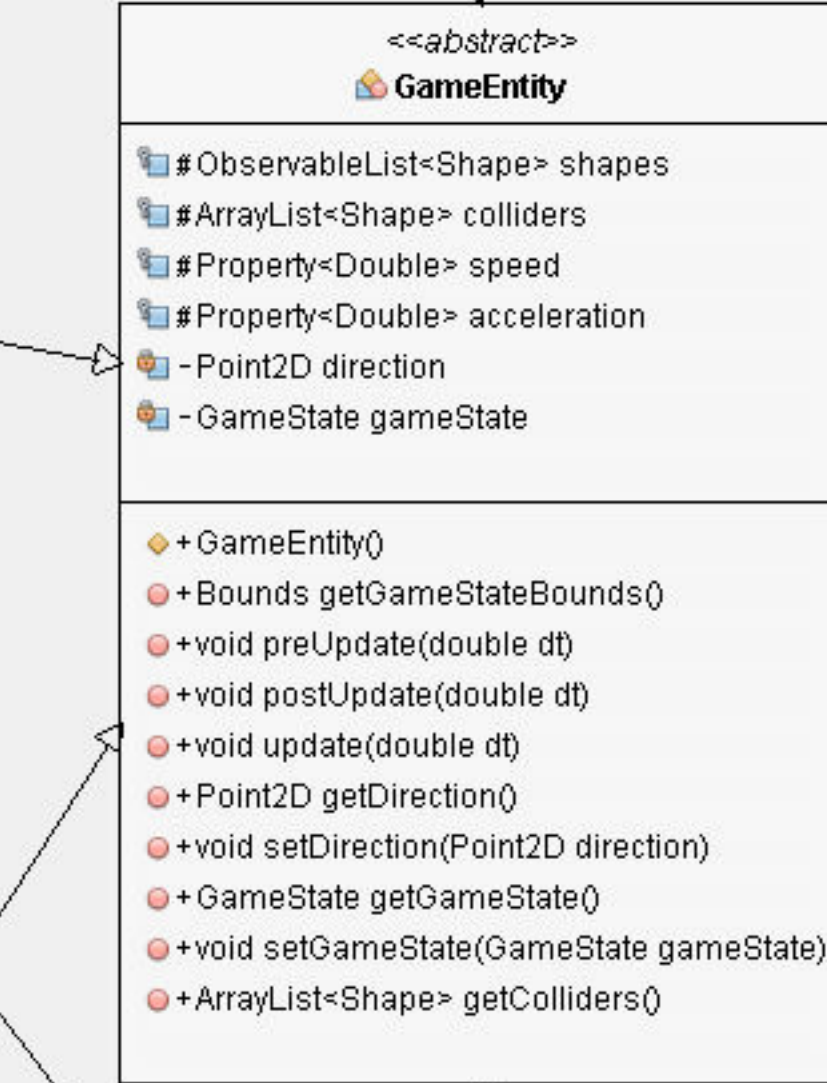 <<abstract>>
GameEntity
#ObservableList<Shape> shapes
#ArrayList<Shape> colliders
#Property<Double> speed
#Property<Double> acceleration
-Point2D direction
-GameState gameState
+GameEntity()
+Bounds getGameStateBounds()
+void preUpdate(double dt)
+void postUpdate(double dt)
+void update(double dt)
+Point2D getDirection()
+void setDirection(Point2D direction)
+GameState getGameState()
+void setGameState(GameState gameState)
+ArrayList<Shape> getColliders()